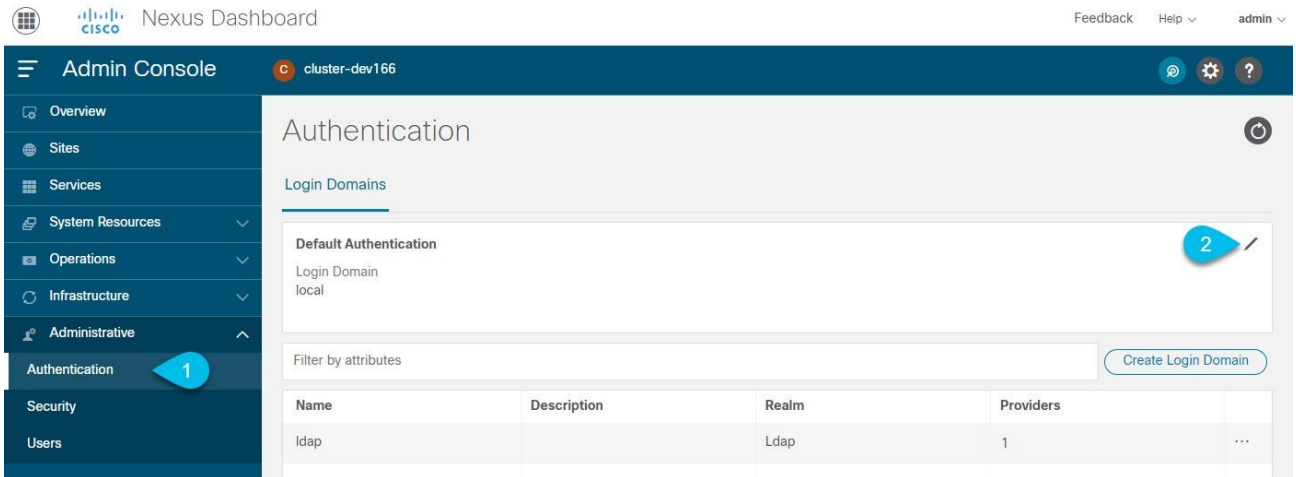 CISCO Nexus Dashboard
Feedback Help admin
Admin Console
C cluster-dev166
?
Overview
Sites
Services
System Resources
Operations
Infrastructure
Administrative
Authentication 1
Security
Users
Authentication
Login Domains
Default Authentication
2
Login Domain
local
Filter by attributes
Create Login Domain
Name Description Realm Providers
ldap Ldap 1 ...